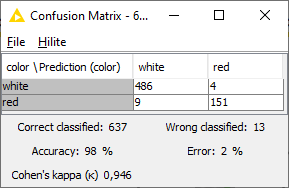 Confusion Matrix - 6...
File Hilite
color \ Prediction (color) white red
white 486 4
red 9 151
Correct classified: 637 Wrong classified: 13
Accuracy: 98 % Error: 2 %
Cohen's kappa (κ) 0,946